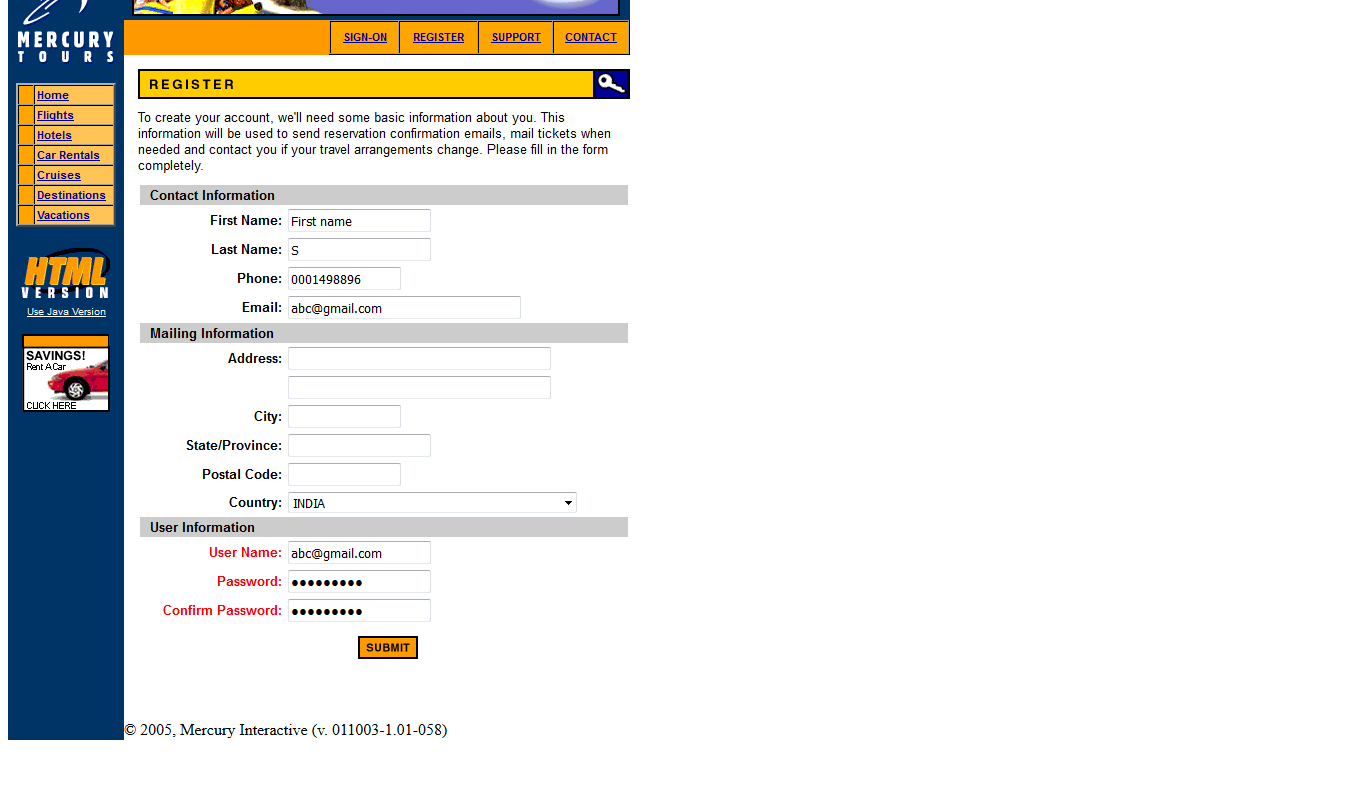 MERCURY
TOURS
SIGN-ON REGISTER SUPPORT CONTACT
Home
Flights
Hotels
Car Rentals
Cruises
Destinations
Vacations
HTML
VERSION
Use Java Version
SAVINGS!
Rent A Car
CLICK HERE
REGISTER
To create your account, we'll need some basic information about you. This
information will be used to send reservation confirmation emails, mail tickets when
needed and contact you if your travel arrangements change. Please fill in the form
completely.
Contact Information
First Name: First name
Last Name: S
Phone: 0001498896
Email: abc@gmail.com
Mailing Information
Address:
City:
State/Province:
Postal Code:
Country: INDIA
User Information
User Name: abc@gmail.com
Password: ●●●●●●●●●
Confirm Password: ●●●●●●●●●
SUBMIT
© 2005, Mercury Interactive (v. 011003-1.01-058)